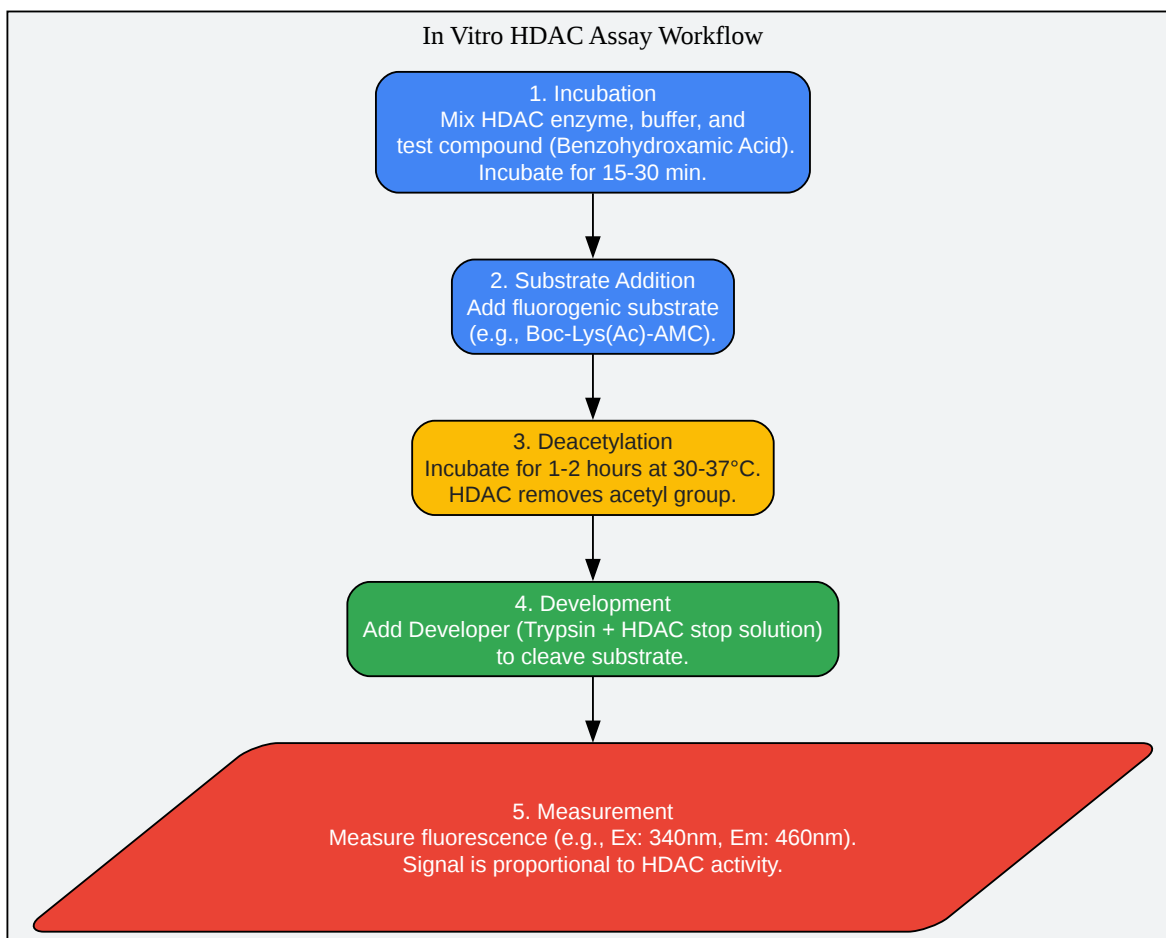 In Vitro HDAC Assay Workflow
1. Incubation
Mix HDAC enzyme, buffer, and
test compound (Benzohydroxamic Acid).
Incubate for 15-30 min.
2. Substrate Addition
Add fluorogenic substrate
(e.g., Boc-Lys(Ac)-AMC).
3. Deacetylation
Incubate for 1-2 hours at 30-37°C.
HDAC removes acetyl group.
4. Development
Add Developer (Trypsin + HDAC stop solution)
to cleave substrate.
5. Measurement
Measure fluorescence (e.g., Ex: 340nm, Em: 460nm).
Signal is proportional to HDAC activity.